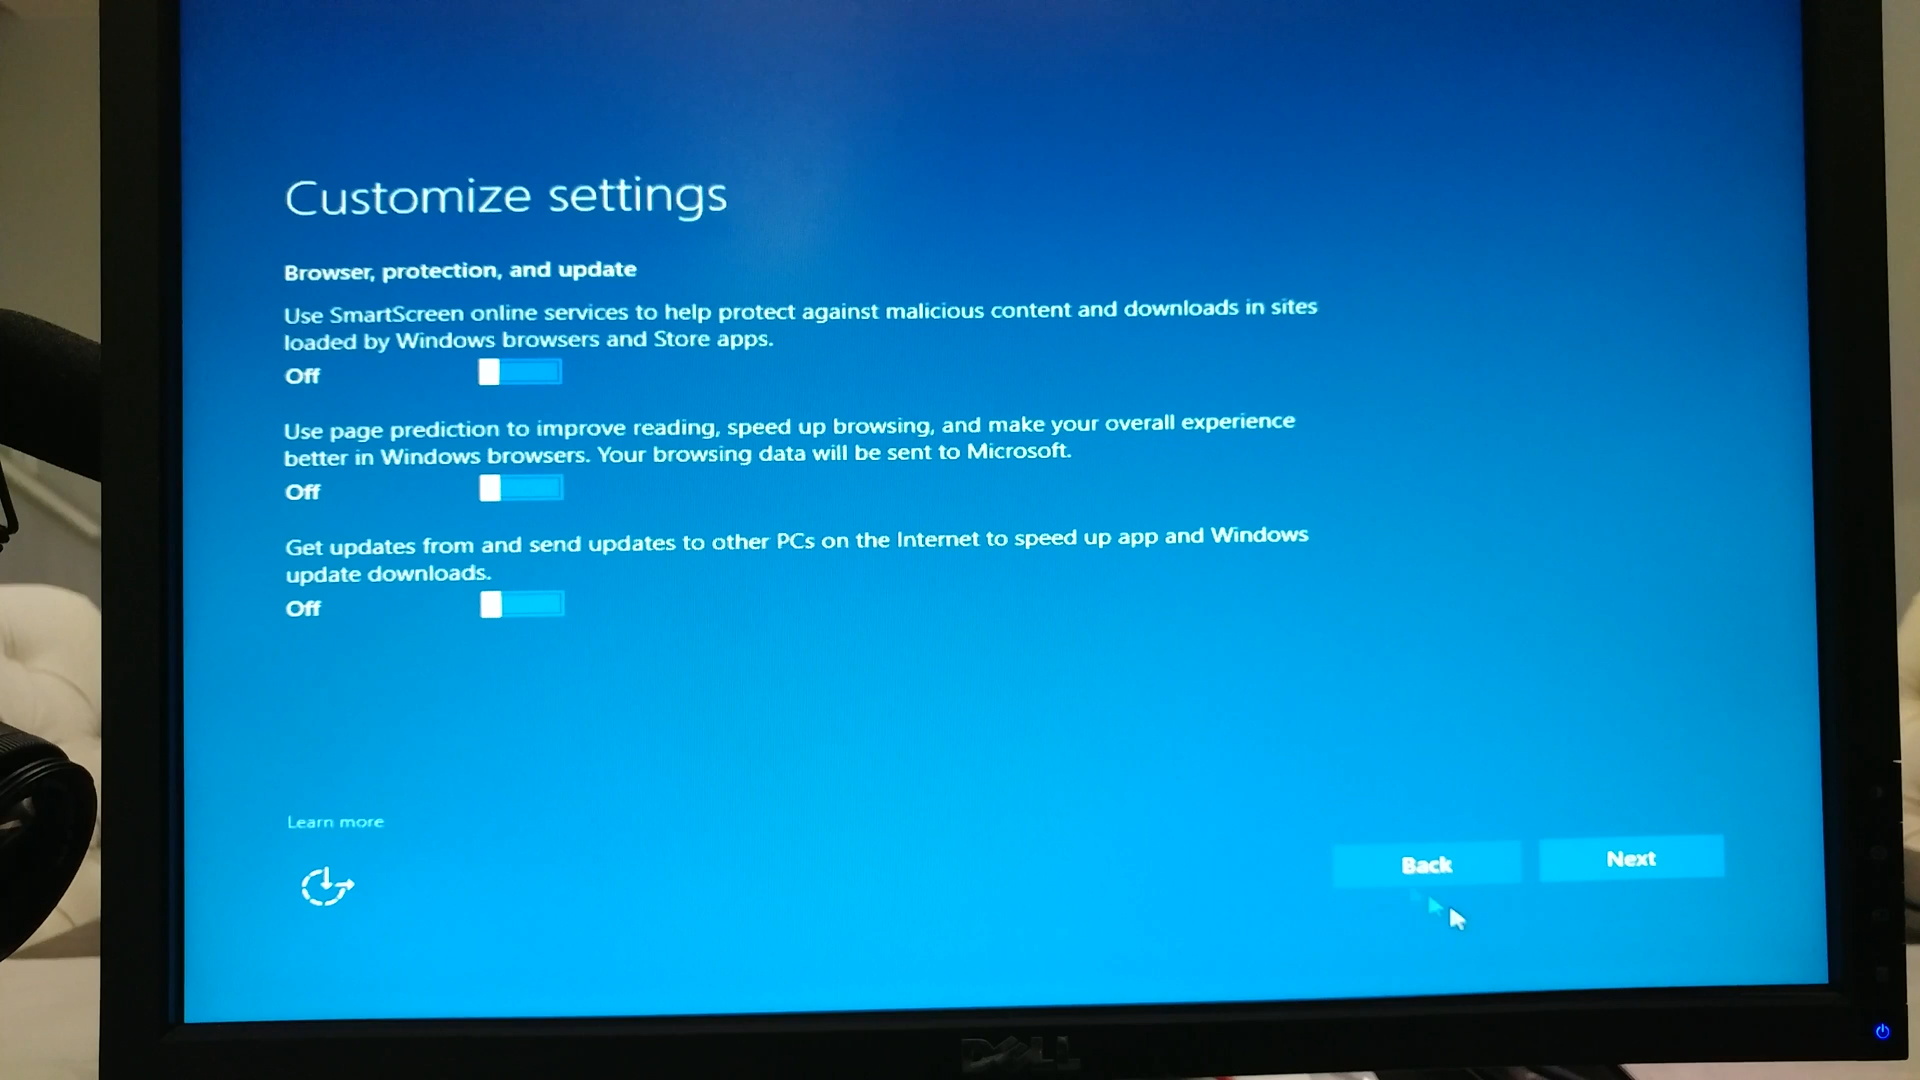 Customize settings
Browser, protection, and update
Use SmartScreen online services to help protect against malicious content and downloads in sites
loaded by Windows browsers and Store apps.
Off
Use page prediction to improve reading, speed up browsing, and make your overall experience
better in Windows browsers. Your browsing data will be sent to Microsoft.
Off
Get updates from and send updates to other PCs on the Internet to speed up app and Windows
update downloads.
Off
Learn more
Back
Next
DELL